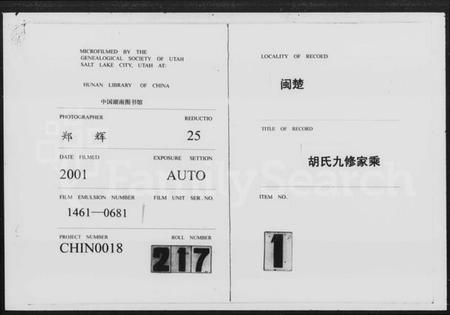 MICROFILMED BY THE
GENEALOGICAL SOCIETY OF UTAH
SALT LAKE CITY, UTAH AT:
HUNAN LIBRARY OF CHINA
中国湖南图书馆
PHOTOGRAPHER REDUCTIO
郑 辉 25
DATE FILMED EXPOSURE SETTION
2001 AUTO
FILM EMULSION NUMBER FILM UNIT SER. NO.
1461—0681
PROJECT NUMBER ROLL NUMBER
CHIN0018 217
LOCALITY OF RECOED
闽楚
TITLE OF RECORD
胡氏九修家乘
ITEM NO.
1
FamilySearch